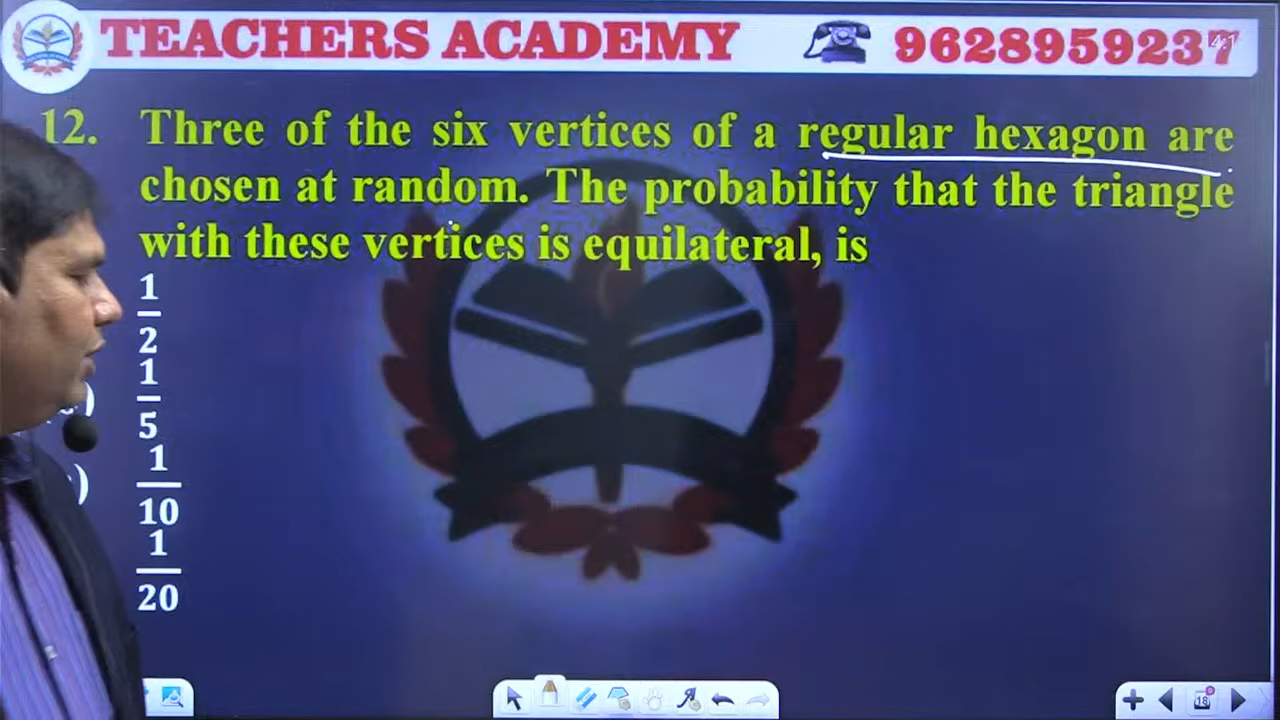 TEACHERS ACADEMY
12. Three of the six vertices of a regular hexagon are
chosen at random. The probability that the triangle
with these vertices is equilateral, is
1
2
1
5
1
10
1
20
18